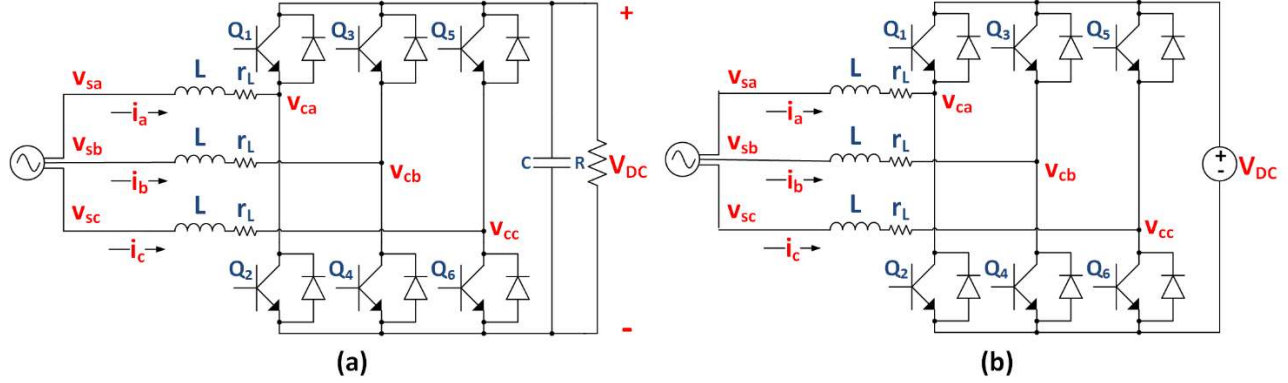 Q1 Q3 Q5 +
L rL
vsa ia vca
L rL
vsb ib vcb
C R VDC
L rL
vsc ic vcc
Q2 Q4 Q6
-
(a)
Q1 Q3 Q5
L rL
vsa ia vca
L rL
vsb ib vcb
+ - VDC
L rL
vsc ic vcc
Q2 Q4 Q6
(b)